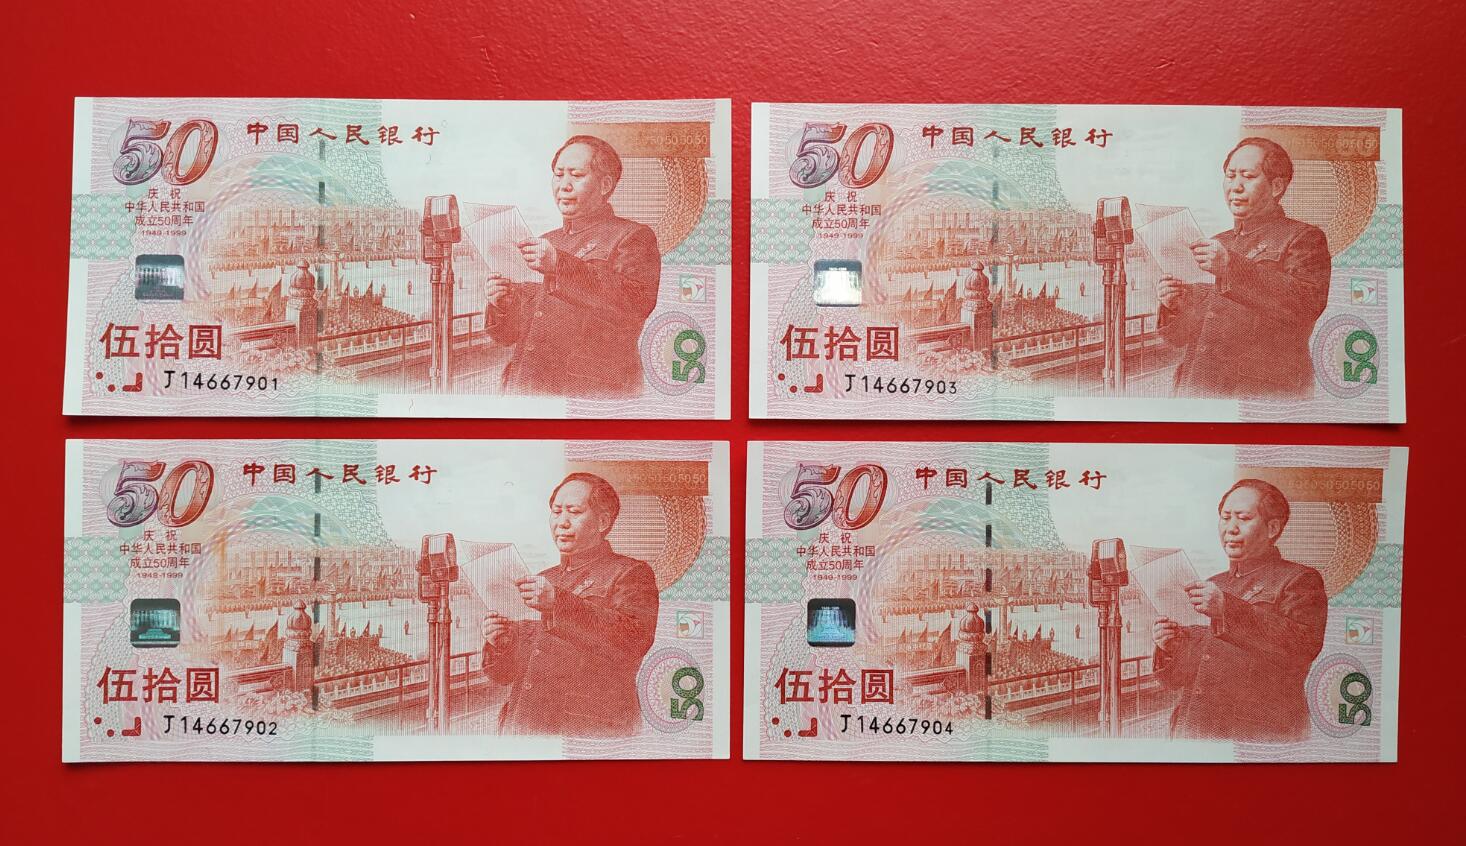 50 中国人民银行
庆 祝
中华人民共和国
成立50周年
1949-1999
伍拾圆
J14667901
50
50 中国人民银行
庆 祝
中华人民共和国
成立50周年
1949-1999
伍拾圆
J14667903
50
50 中国人民银行
庆 祝
中华人民共和国
成立50周年
1949-1999
伍拾圆
J14667902
50
50 中国人民银行
庆 祝
中华人民共和国
成立50周年
1949-1999
伍拾圆
J14667904
50